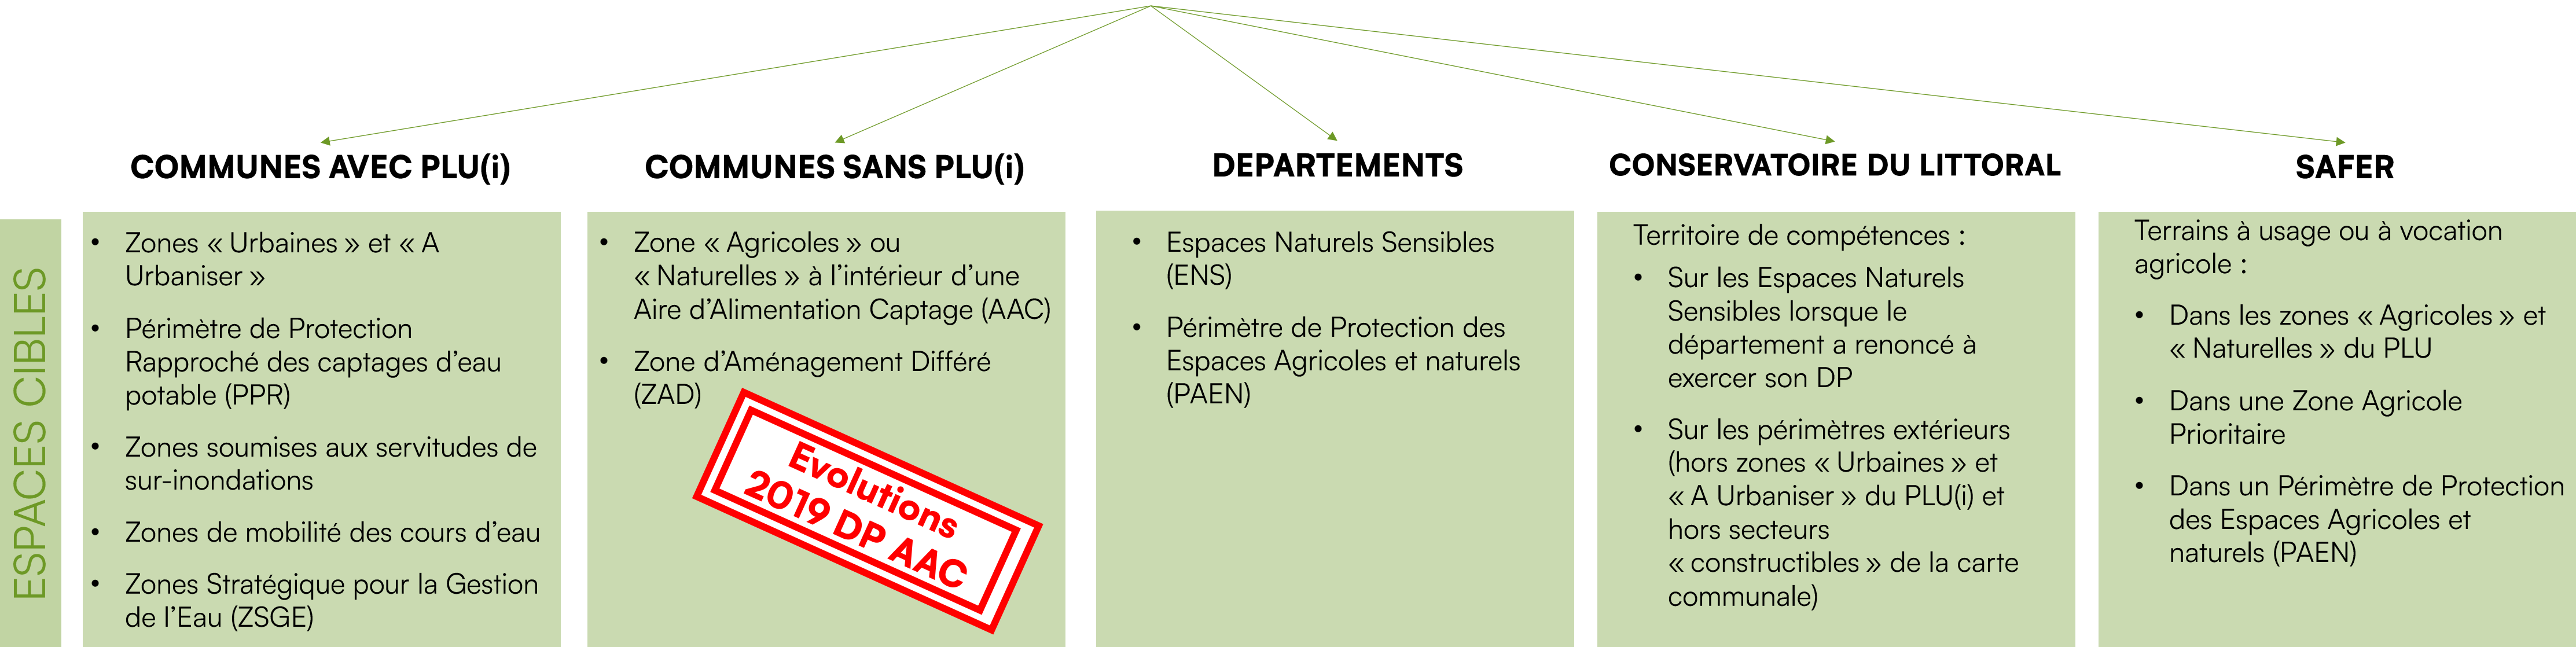 COMMUNES AVEC PLU(i)
COMMUNES SANS PLU(i)
DEPARTEMENTS
CONSERVATOIRE DU LITTORAL
SAFER
ESPACES CIBLES
• Zones « Urbaines » et « A
Urbaniser »
• Périmètre de Protection
Rapproché des captages d’eau
potable (PPR)
• Zones soumises aux servitudes de
sur-inondations
• Zones de mobilité des cours d’eau
• Zones Stratégique pour la Gestion
de l’Eau (ZSGE)
• Zone « Agricoles » ou
« Naturelles » à l’intérieur d’une
Aire d’Alimentation Captage (AAC)
• Zone d’Aménagement Différé
(ZAD)
Evolutions
2019 DP AAC
• Espaces Naturels Sensibles
(ENS)
• Périmètre de Protection des
Espaces Agricoles et naturels
(PAEN)
Territoire de compétences :
• Sur les Espaces Naturels
Sensibles lorsque le
département a renoncé à
exercer son DP
• Sur les périmètres extérieurs
(hors zones « Urbaines » et
« A Urbaniser » du PLU(i) et
hors secteurs
« constructibles » de la carte
communale)
Terrains à usage ou à vocation
agricole :
• Dans les zones « Agricoles » et
« Naturelles » du PLU
• Dans une Zone Agricole
Prioritaire
• Dans un Périmètre de Protection
des Espaces Agricoles et
naturels (PAEN)